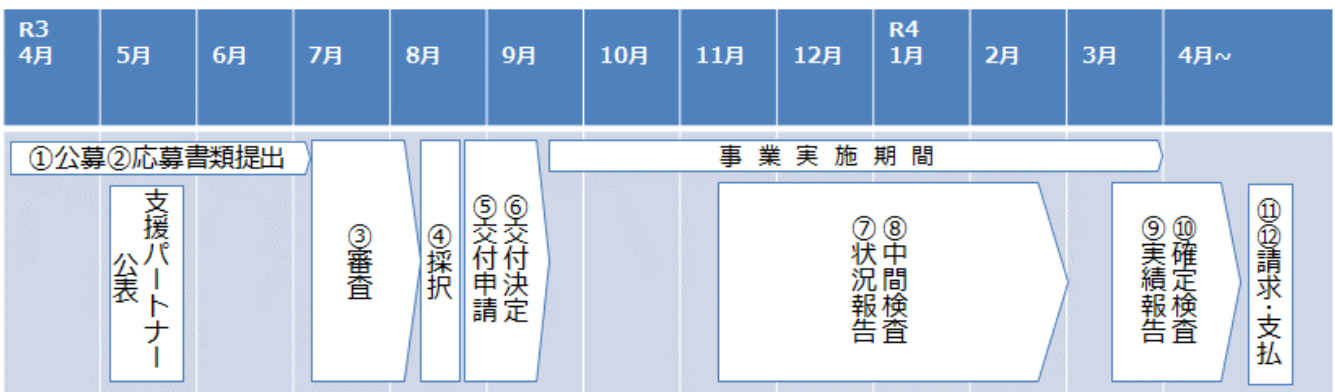 R3
4月
5月
6月
7月
8月
9月
10月
11月
12月
R4
1月
2月
3月
4月~
①公募②応募書類提出
事業実施期間
支援パートナー
公表
③審査
④採択
⑤交付申請
⑥交付決定
⑦状況報告
⑧中間検査
⑨実績報告
⑩確定検査
⑪
⑫請求・支払